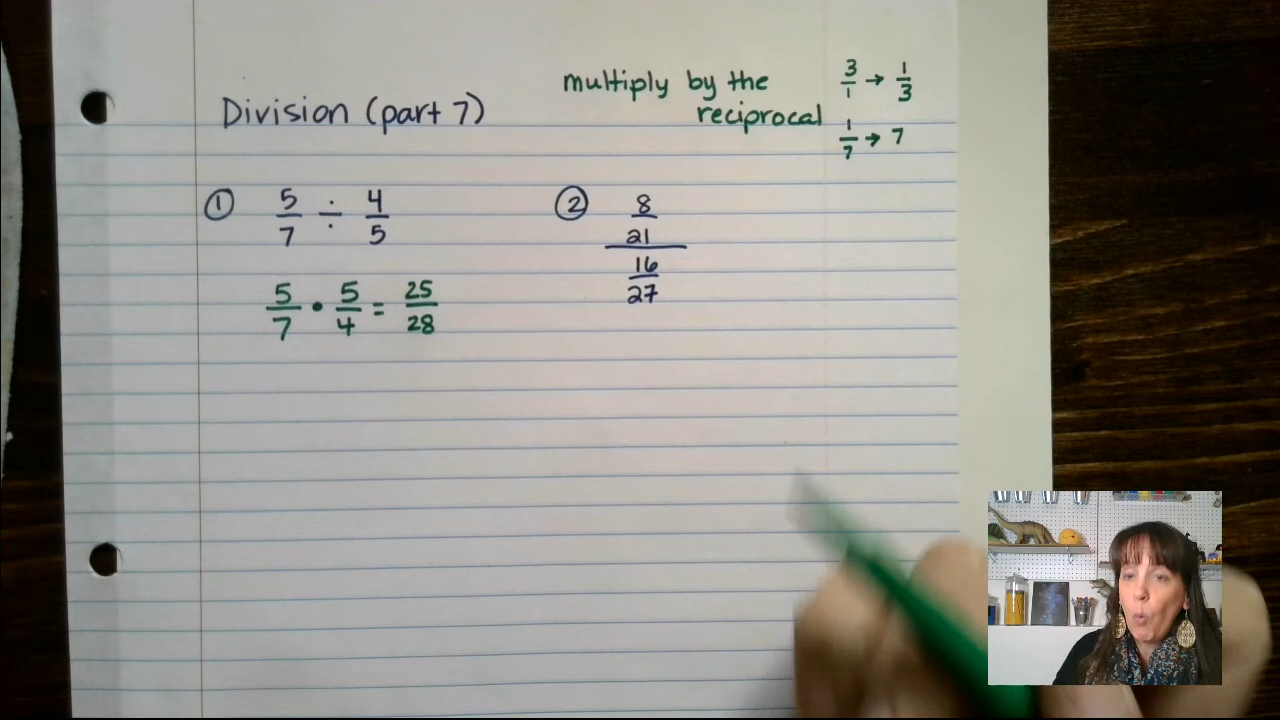 Division (part 7)
multiply by the
reciprocal
3/1 → 1/3
1/7 → 7
① 5/7 ÷ 4/5
5/7 • 5/4 = 25/28
② 8
21
16
27